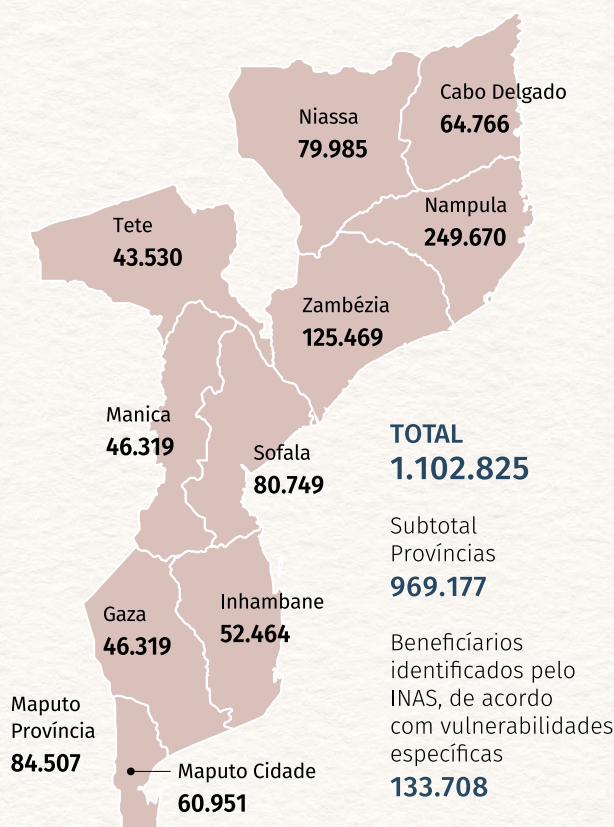 Cabo Delgado
64.766
Niassa
79.985
Nampula
249.670
Tete
43.530
Zambézia
125.469
Manica
46.319
Sofala
80.749
TOTAL
1.102.825
Subtotal
Províncias
969.177
Gaza
46.319
Inhambane
52.464
Beneficíarios
identificados pelo
INAS, de acordo
com vulnerabilidades
específicas
133.708
Maputo
Província
84.507
Maputo Cidade
60.951